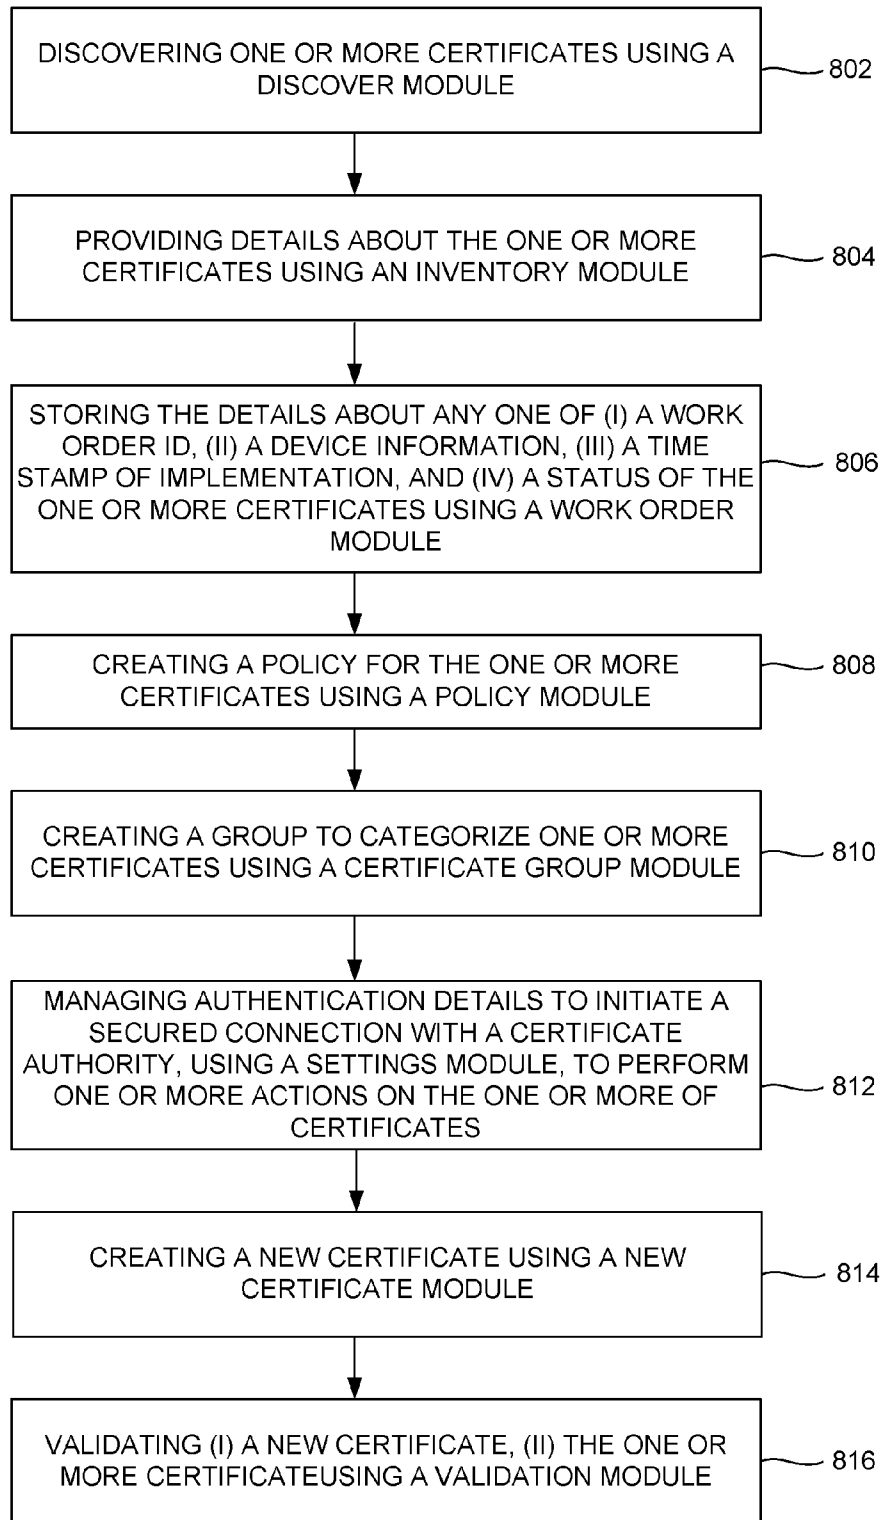 DISCOVERING ONE OR MORE CERTIFICATES USING A
DISCOVER MODULE
802
PROVIDING DETAILS ABOUT THE ONE OR MORE
CERTIFICATES USING AN INVENTORY MODULE
804
STORING THE DETAILS ABOUT ANY ONE OF (I) A WORK
ORDER ID, (II) A DEVICE INFORMATION, (III) A TIME
STAMP OF IMPLEMENTATION, AND (IV) A STATUS OF THE
ONE OR MORE CERTIFICATES USING A WORK ORDER
MODULE
806
CREATING A POLICY FOR THE ONE OR MORE
CERTIFICATES USING A POLICY MODULE
808
CREATING A GROUP TO CATEGORIZE ONE OR MORE
CERTIFICATES USING A CERTIFICATE GROUP MODULE
810
MANAGING AUTHENTICATION DETAILS TO INITIATE A
SECURED CONNECTION WITH A CERTIFICATE
AUTHORITY, USING A SETTINGS MODULE, TO PERFORM
ONE OR MORE ACTIONS ON THE ONE OR MORE OF
CERTIFICATES
812
CREATING A NEW CERTIFICATE USING A NEW
CERTIFICATE MODULE
814
VALIDATING (I) A NEW CERTIFICATE, (II) THE ONE OR
MORE CERTIFICATEUSING A VALIDATION MODULE
816